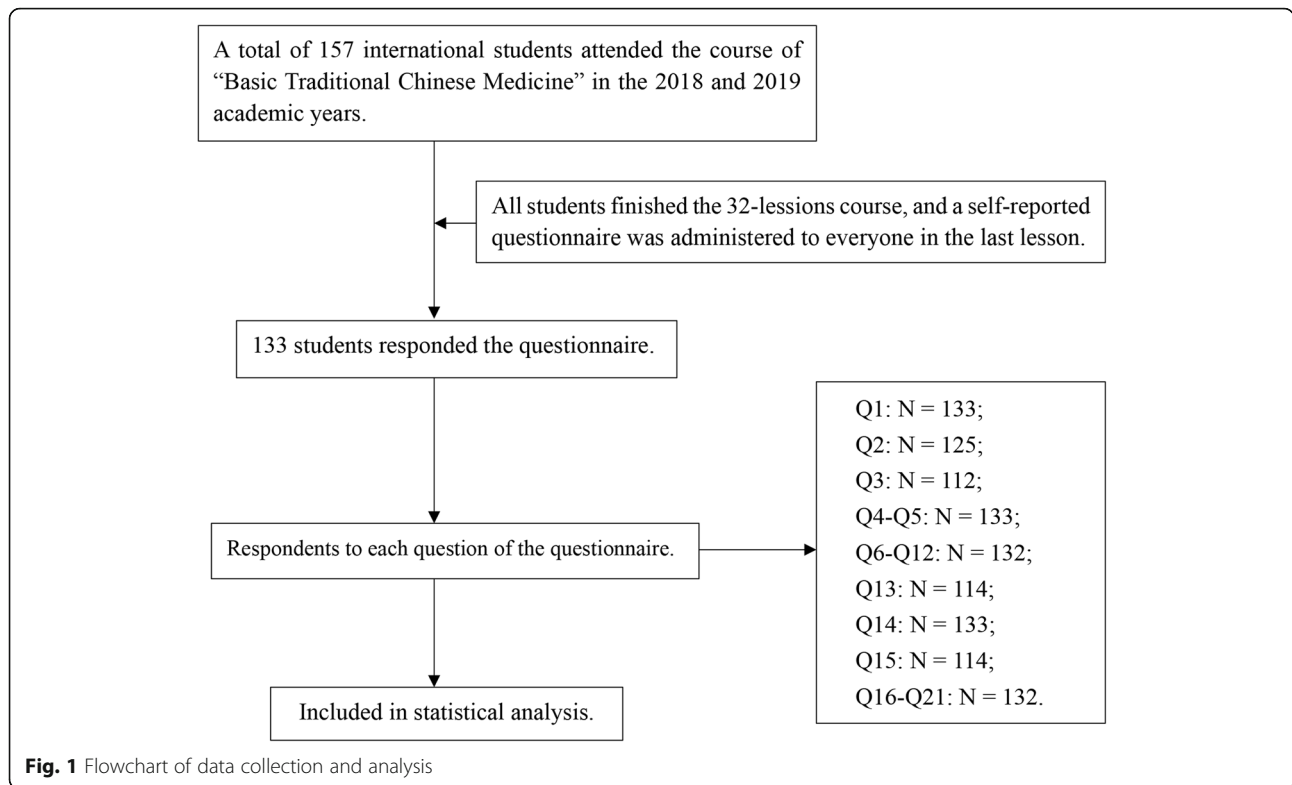 A total of 157 international students attended the course of
“Basic Traditional Chinese Medicine” in the 2018 and 2019
academic years.
All students finished the 32-lessions course, and a self-reported
questionnaire was administered to everyone in the last lesson.
133 students responded the questionnaire.
Respondents to each question of the questionnaire.
Q1: N = 133;
Q2: N = 125;
Q3: N = 112;
Q4-Q5: N = 133;
Q6-Q12: N = 132;
Q13: N = 114;
Q14: N = 133;
Q15: N = 114;
Q16-Q21: N = 132.
Included in statistical analysis.
Fig. 1 Flowchart of data collection and analysis